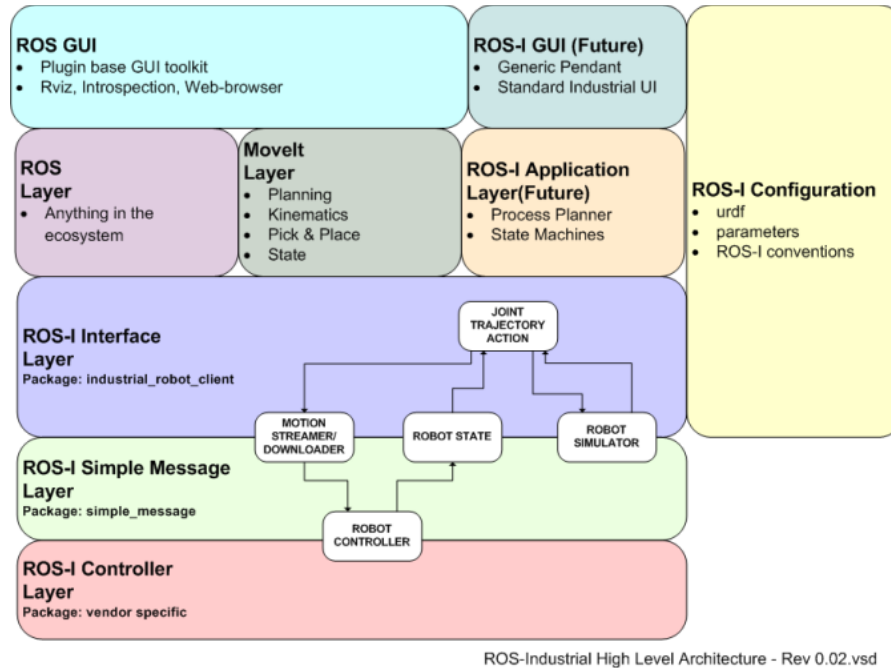 ROS GUI
• Plugin base GUI toolkit
• Rviz, Introspection, Web-browser
ROS-I GUI (Future)
• Generic Pendant
• Standard Industrial UI
ROS
Layer
• Anything in the
ecosystem
MoveIt
Layer
• Planning
• Kinematics
• Pick & Place
• State
ROS-I Application
Layer(Future)
• Process Planner
• State Machines
ROS-I Configuration
• urdf
• parameters
• ROS-I conventions
ROS-I Interface
Layer
Package: industrial_robot_client
JOINT
TRAJECTORY
ACTION
MOTION
STREAMER/
DOWNLOADER
ROBOT STATE
ROBOT
SIMULATOR
ROS-I Simple Message
Layer
Package: simple_message
ROBOT
CONTROLLER
ROS-I Controller
Layer
Package: vendor specific
ROS-Industrial High Level Architecture - Rev 0.02.vsd